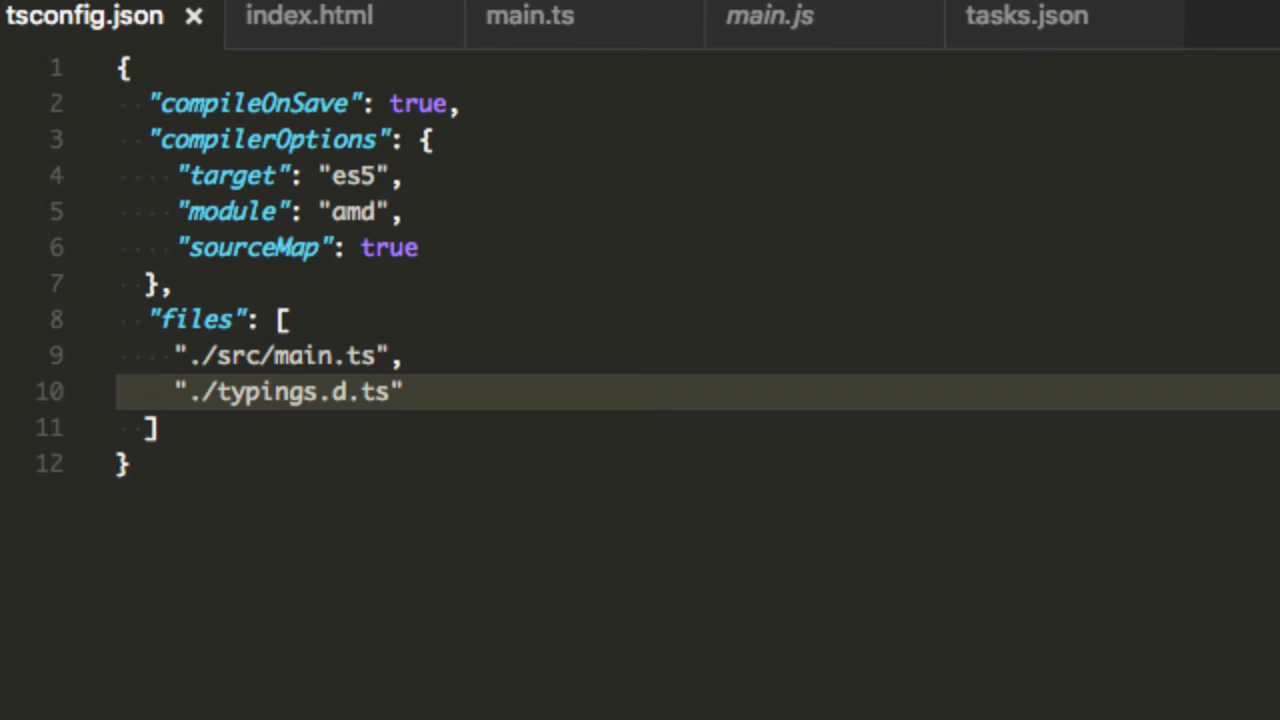 tsconfig.json × index.html main.ts main.js tasks.json
1 {
2 "compileOnSave": true,
3 "compilerOptions": {
4 "target": "es5",
5 "module": "amd",
6 "sourceMap": true
7 },
8 "files": [
9 "./src/main.ts",
10 "./typings.d.ts"
11 ]
12 }